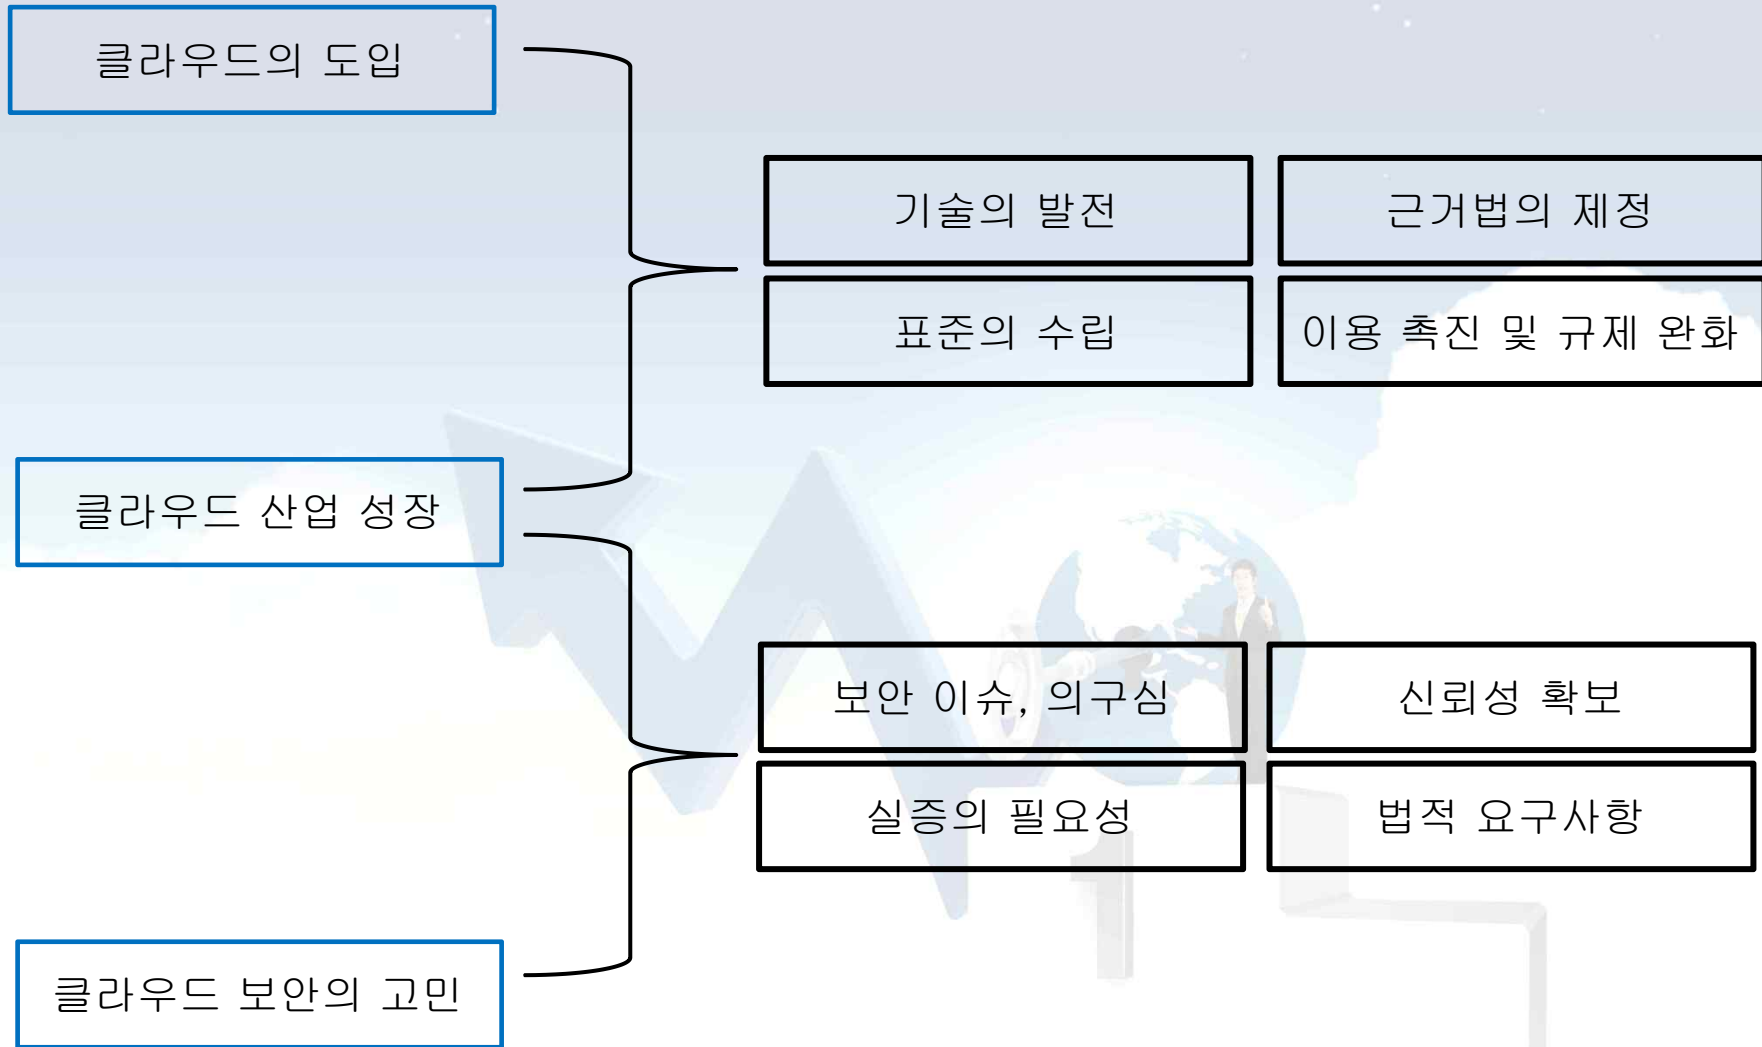 클라우드의 도입
기술의 발전
근거법의 제정
표준의 수립
이용 촉진 및 규제 완화
클라우드 산업 성장
보안 이슈, 의구심
신뢰성 확보
실증의 필요성
법적 요구사항
클라우드 보안의 고민